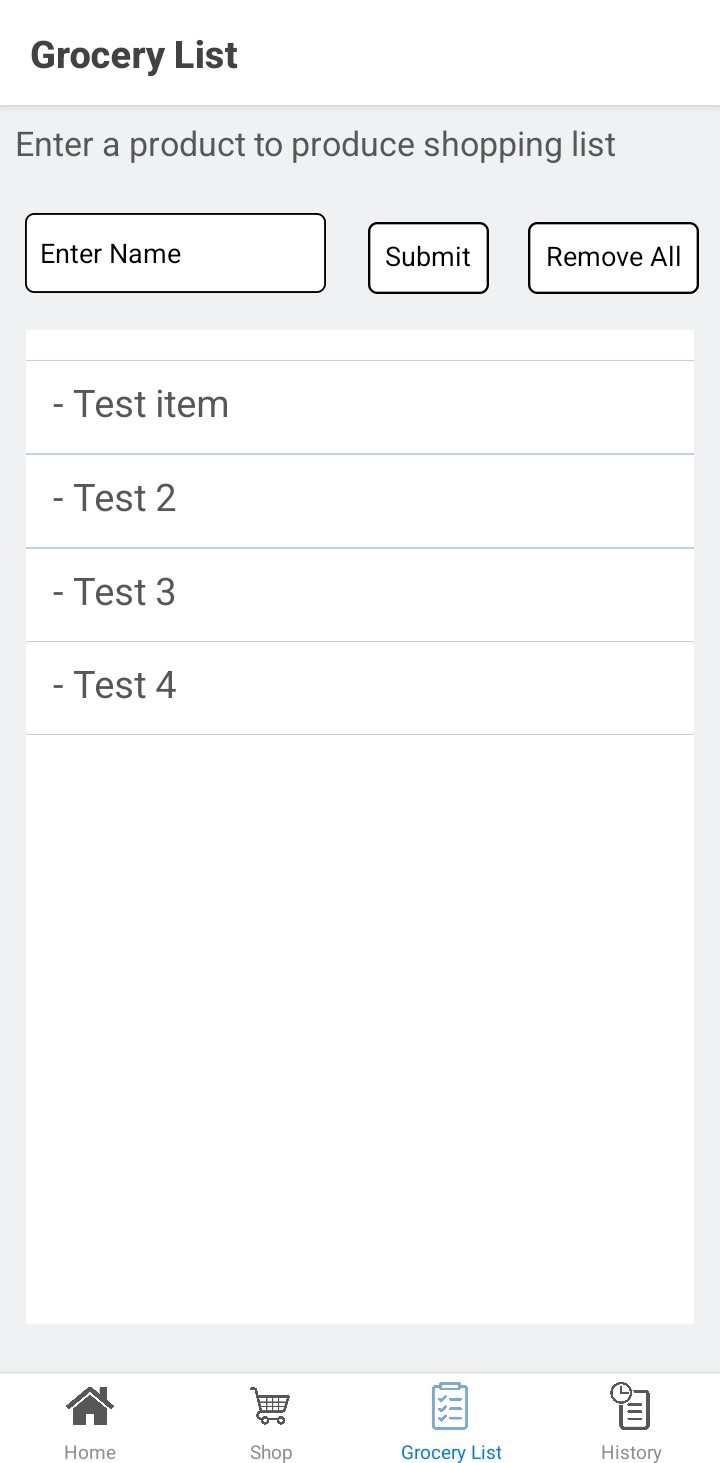 Grocery List
Enter a product to produce shopping list
Enter Name Submit Remove All
- Test item
- Test 2
- Test 3
- Test 4
Home Shop Grocery List History